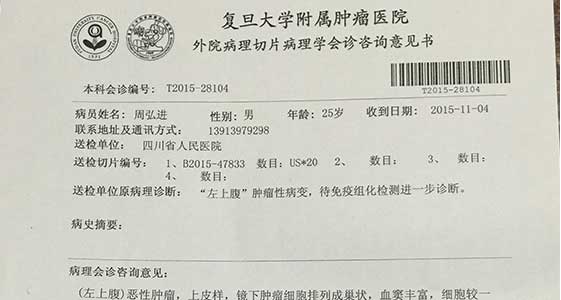 复旦大学附属肿瘤医院
外院病理切片病理学会诊咨询意见书
本科会诊编号: T2015-28104
T2015-28104
病员姓名: 周弘进 性别: 男 年龄: 25岁 收到日期: 2015-11-04
联系地址及通讯方式: 13913979298
送检单位: 四川省人民医院
送检切片编号: 1、B2015-47833 数目: US*20 2、 数目: 3、 数目:
4、 数目:
送检单位原病理诊断: “左上腹”肿瘤性病变, 待免疫组化检测进一步诊断。
病史摘要:
病理会诊咨询意见:
(左上腹)恶性肿瘤, 上皮样, 镜下肿瘤细胞排列成巢状, 血窦丰富, 细胞较一